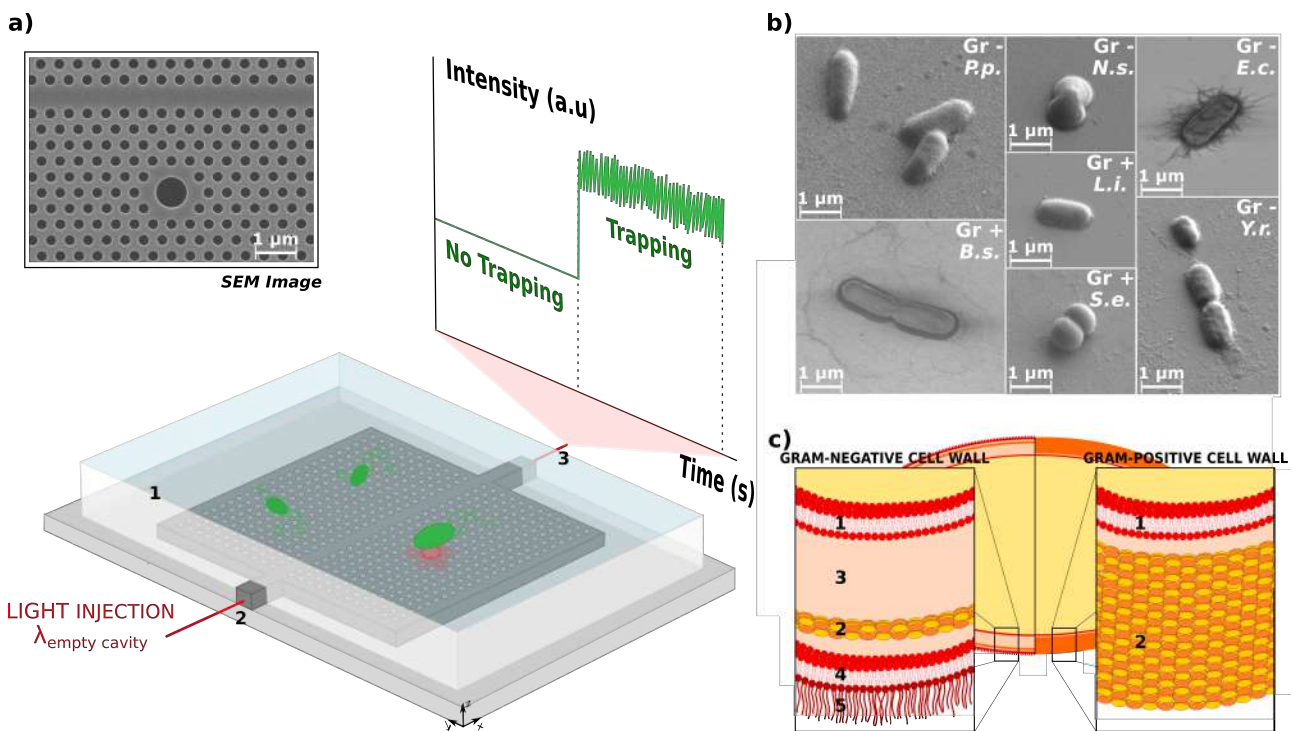 a)
1 µm
SEM Image
Intensity (a.u)
No Trapping
Trapping
Time (s)
1
2
3
LIGHT INJECTION
λempty cavity
z
y
x
b)
Gr -
P.p.
1 µm
Gr -
N.s.
1 µm
Gr -
E.c.
1 µm
Gr +
L.i.
1 µm
Gr +
B.s.
1 µm
Gr +
S.e.
1 µm
Gr -
Y.r.
1 µm
c)
GRAM-NEGATIVE CELL WALL
GRAM-POSITIVE CELL WALL
1
3
2
4
5
1
2